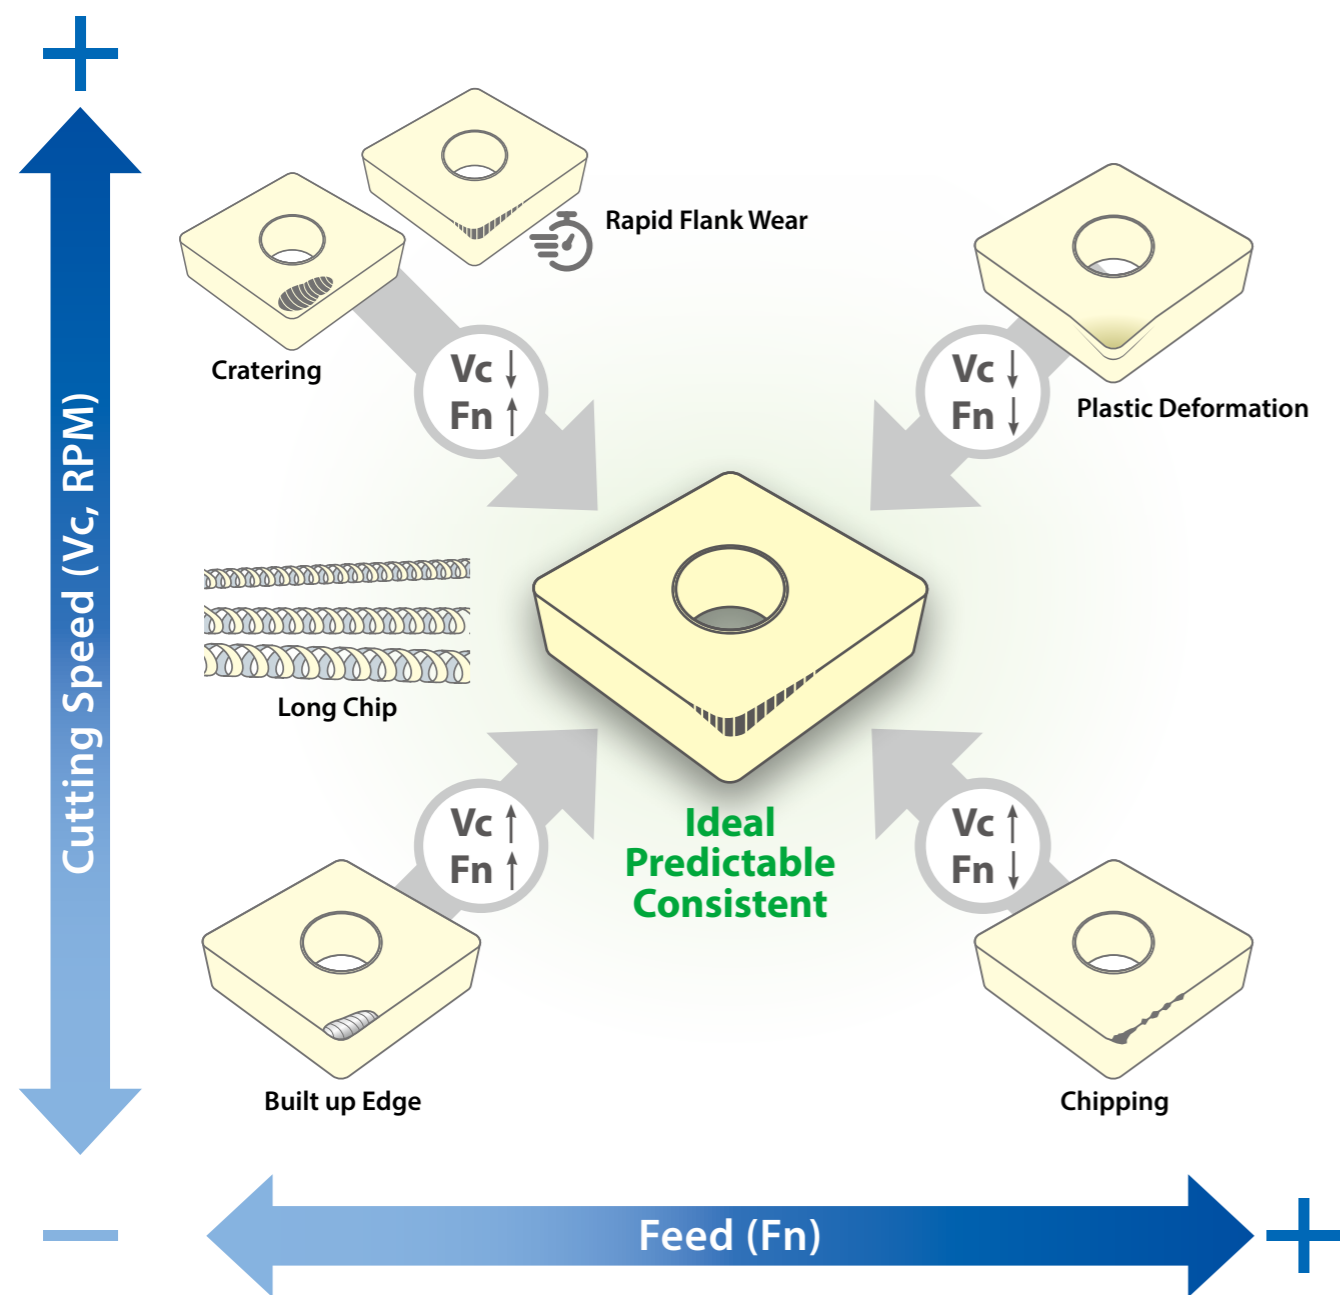 +
Rapid Flank Wear
Cratering
Vc ↓
Fn ↑
Vc ↓
Fn ↓
Plastic Deformation
Cutting Speed (Vc, RPM)
Long Chip
Ideal
Predictable
Consistent
Vc ↑
Fn ↑
Vc ↑
Fn ↓
Built up Edge
Chipping
−
Feed (Fn)
+